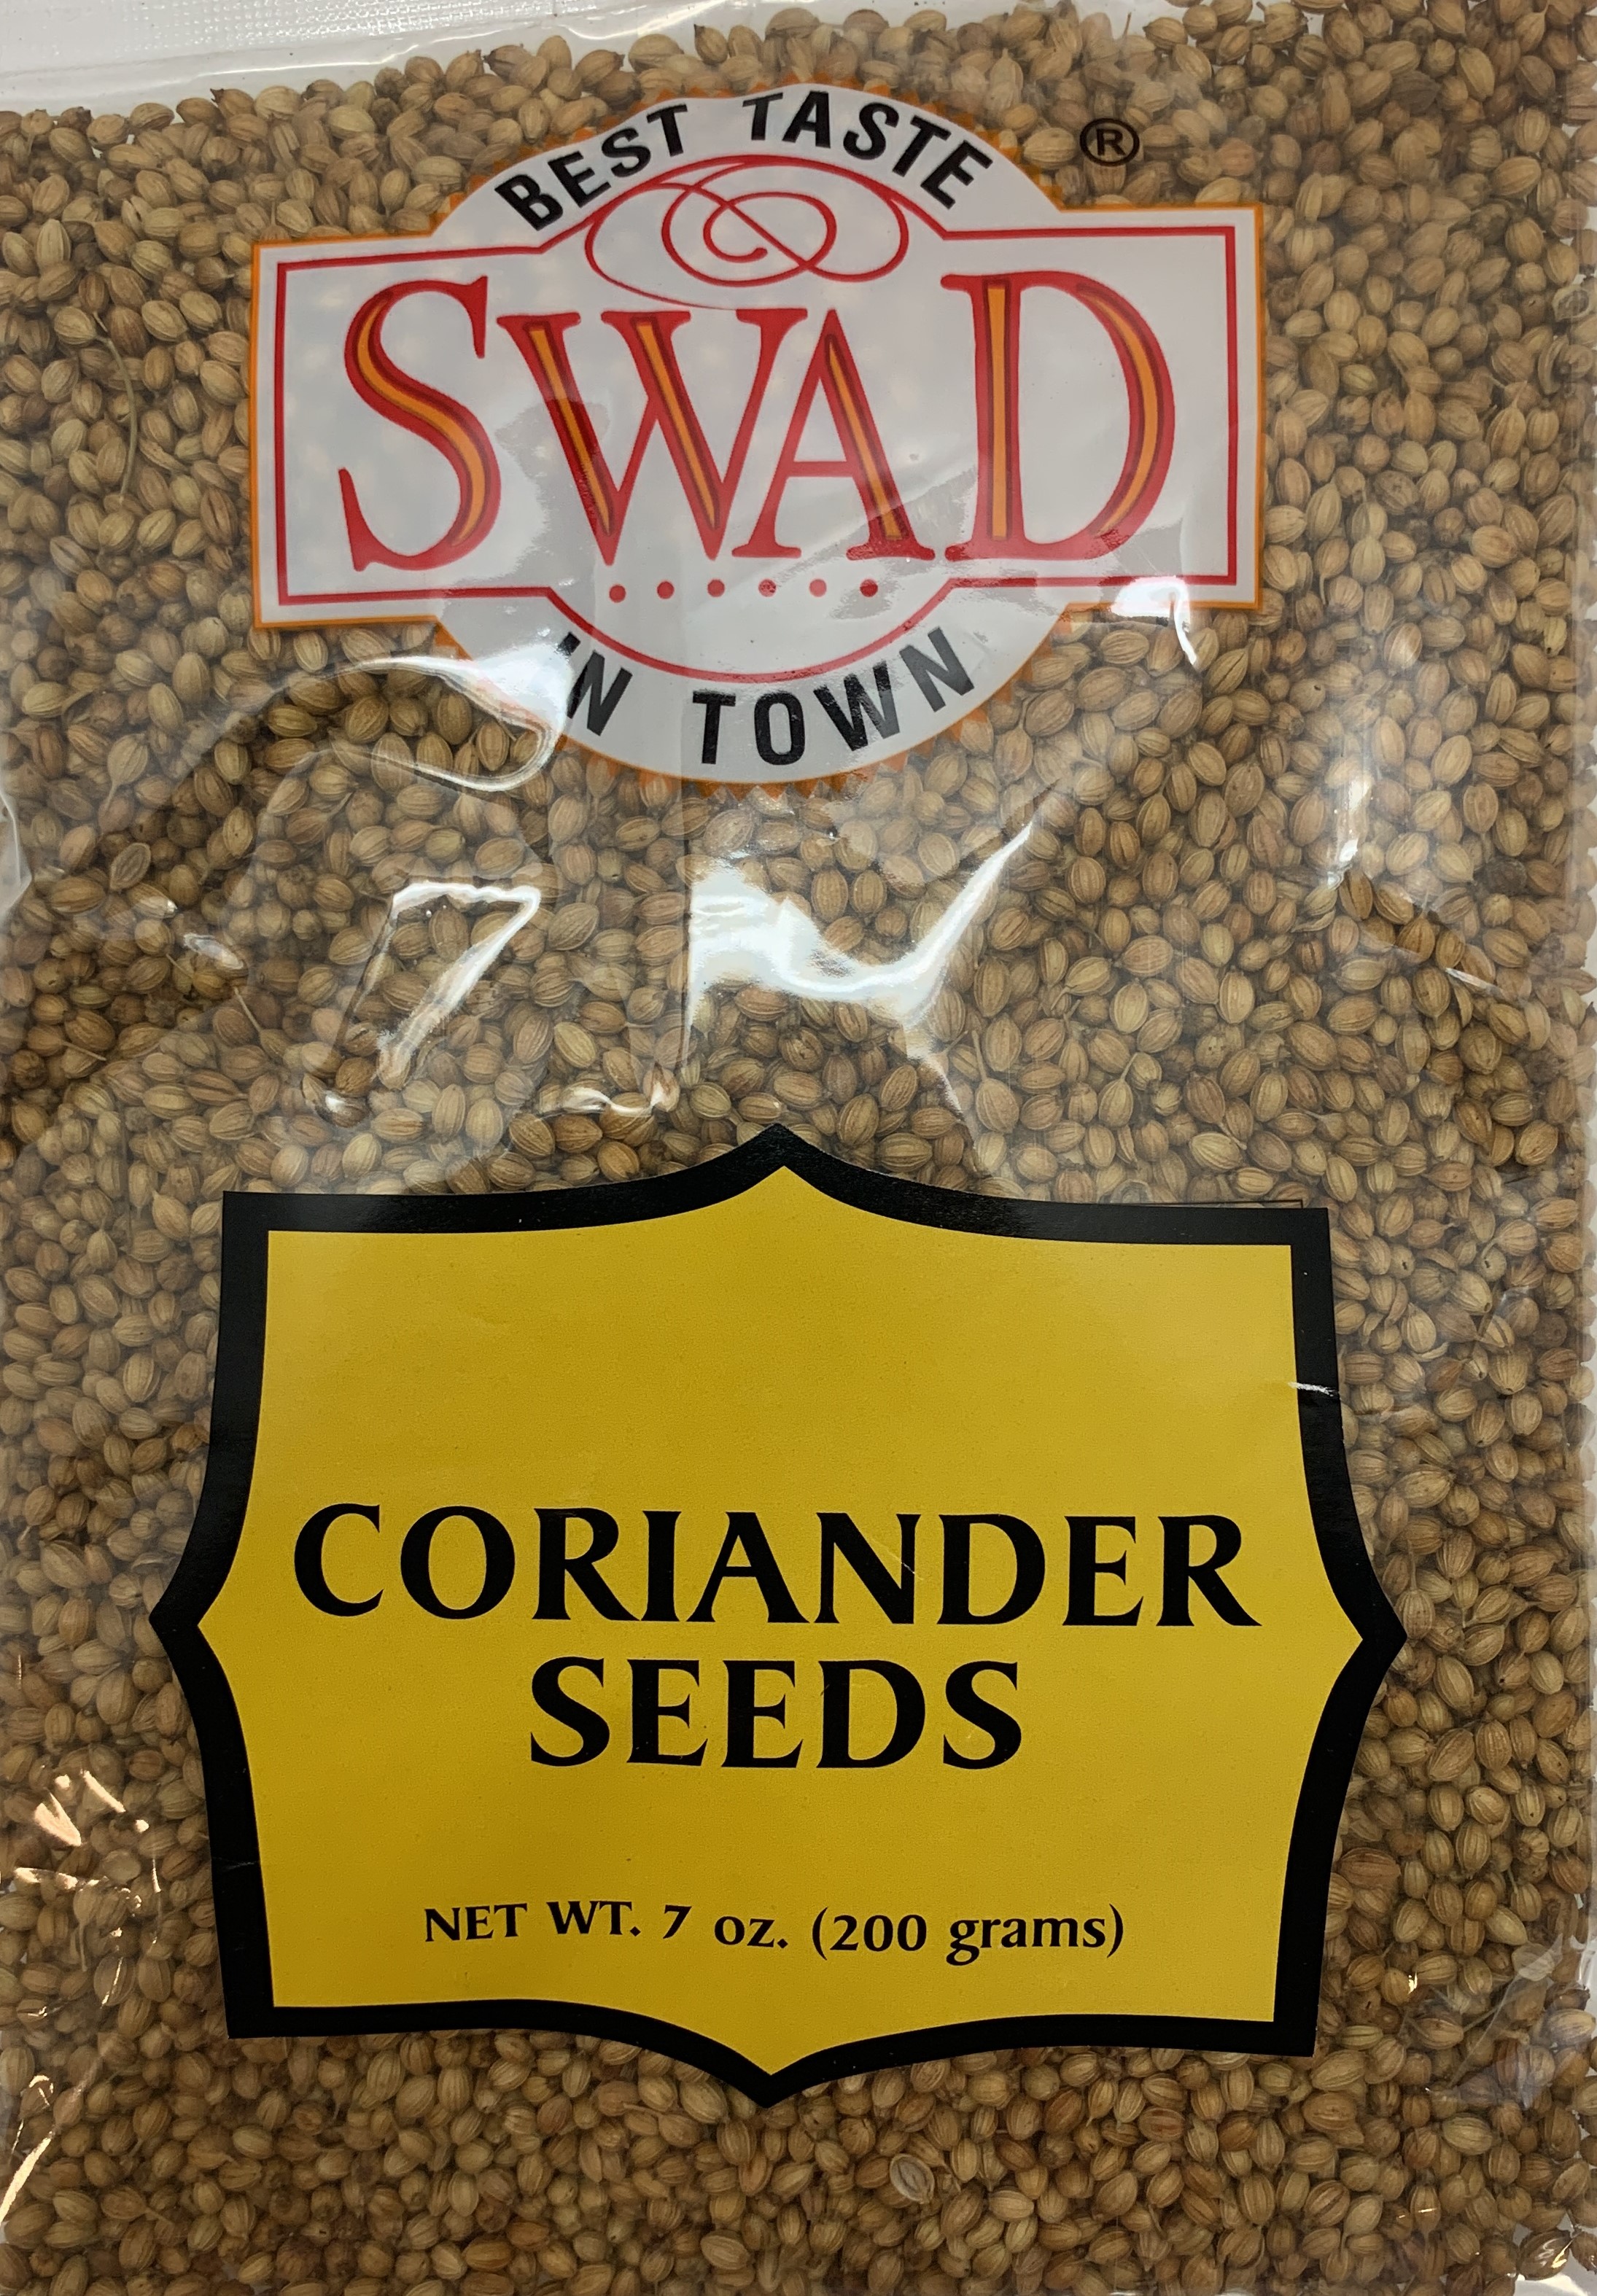 BEST TASTE
®
SWAD
IN TOWN
CORIANDER
SEEDS
NET WT. 7 oz. (200 grams)